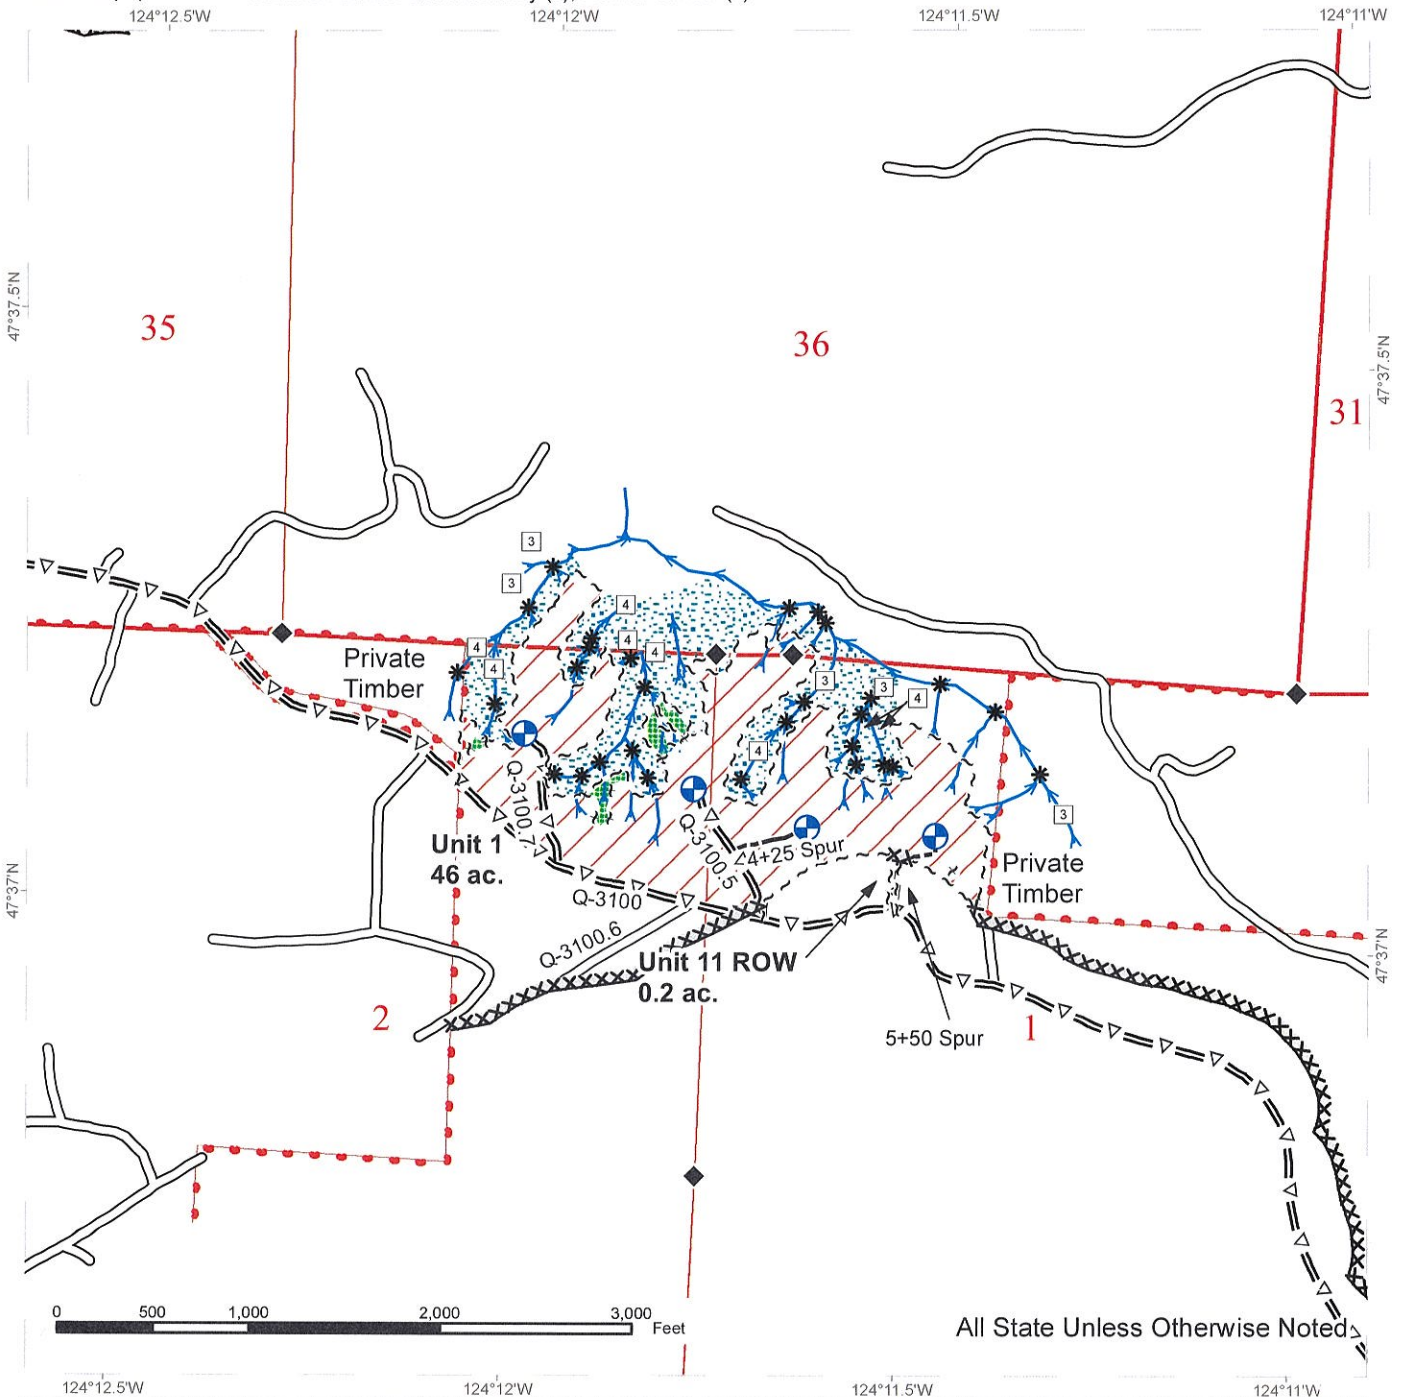 124°12.5'W
124°12'W
124°11.5'W
124°11'W
47°37.5'N
47°37.5'N
35
36
31
3
3
4
4
4
4
4
3
3
4
4
3
Private
Timber
Q-3100.7
Unit 1
46 ac.
Q-3100.5
4+25 Spur
Private
Timber
47°37'N
47°37'N
Q-3100
Q-3100.6
Unit 11 ROW
0.2 ac.
2
1
5+50 Spur
0
500
1,000
2,000
3,000
Feet
All State Unless Otherwise Noted
124°12.5'W
124°12'W
124°11.5'W
124°11'W